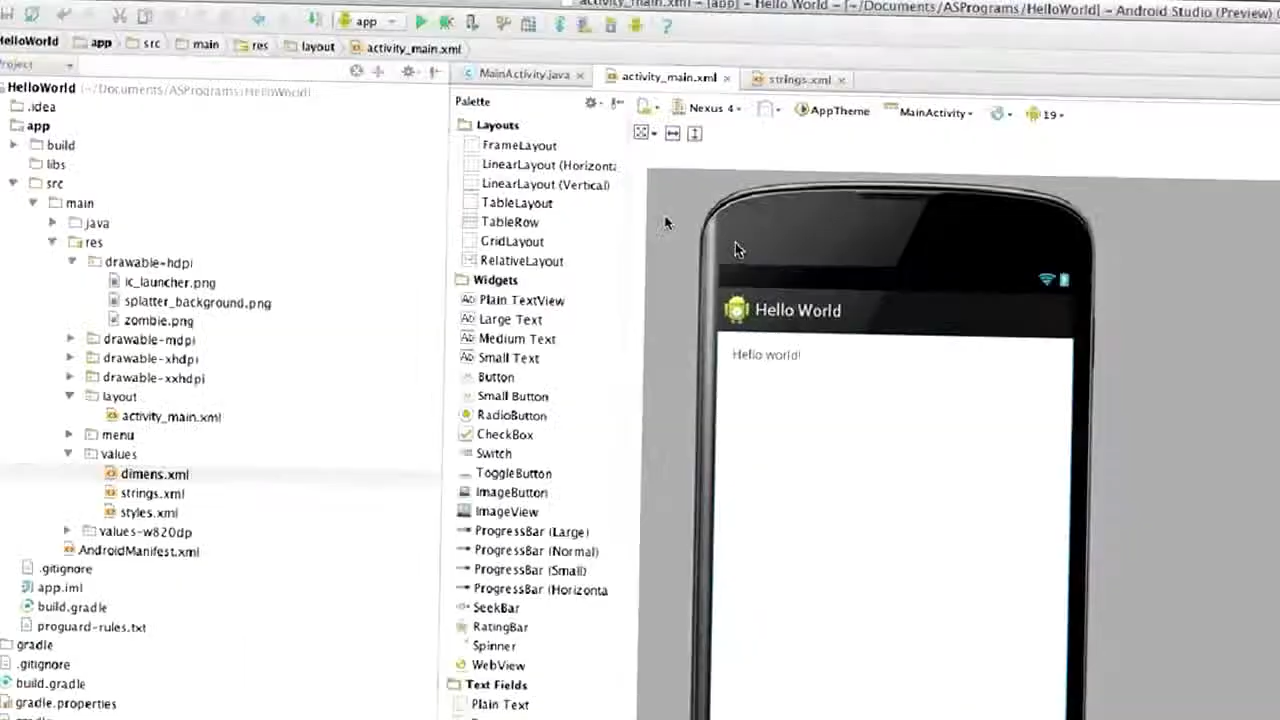 activity_main.xml - [app] - Hello World - [~/Documents/ASPrograms/HelloWorld] - Android Studio (Preview)
app
HelloWorld app src main res layout activity_main.xml
Project
MainActivity.java activity_main.xml strings.xml
HelloWorld (~/Documents/ASPrograms/HelloWorld)
.idea
app
build
libs
src
main
java
res
drawable-hdpi
ic_launcher.png
splatter_background.png
zombie.png
drawable-mdpi
drawable-xhdpi
drawable-xxhdpi
layout
activity_main.xml
menu
values
dimens.xml
strings.xml
styles.xml
values-w820dp
AndroidManifest.xml
.gitignore
app.iml
build.gradle
proguard-rules.txt
gradle
.gitignore
build.gradle
gradle.properties
Palette
Layouts
FrameLayout
LinearLayout (Horizonta
LinearLayout (Vertical)
TableLayout
TableRow
GridLayout
RelativeLayout
Widgets
Ab Plain TextView
Ab Large Text
Ab Medium Text
Ab Small Text
Button
Small Button
RadioButton
CheckBox
Switch
ToggleButton
ImageButton
ImageView
ProgressBar (Large)
ProgressBar (Normal)
ProgressBar (Small)
ProgressBar (Horizonta
SeekBar
RatingBar
Spinner
WebView
Text Fields
Plain Text
Nexus 4 AppTheme MainActivity 19
Hello World
Hello world!